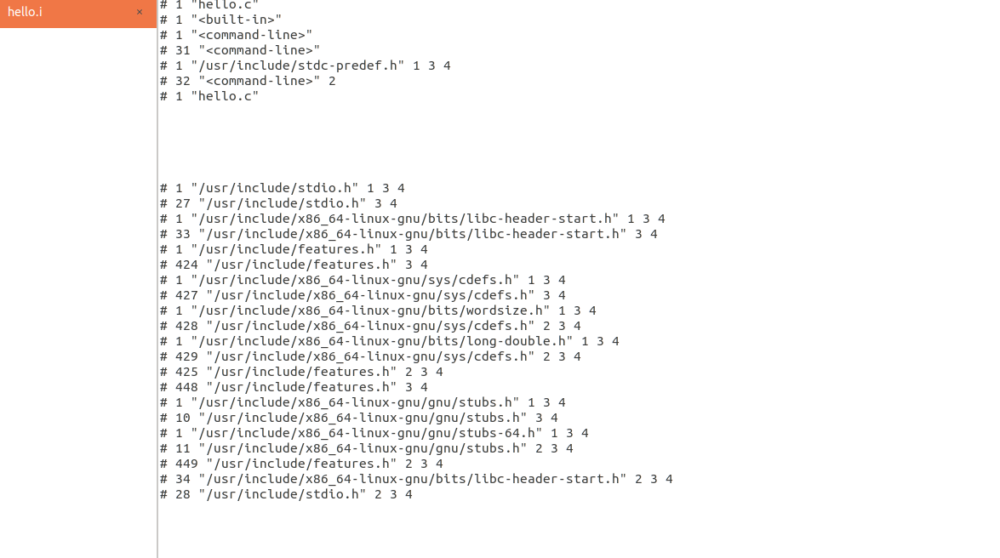 hello.i ×
# 1 "hello.c"
# 1 "<built-in>"
# 1 "<command-line>"
# 31 "<command-line>"
# 1 "/usr/include/stdc-predef.h" 1 3 4
# 32 "<command-line>" 2
# 1 "hello.c"
# 1 "/usr/include/stdio.h" 1 3 4
# 27 "/usr/include/stdio.h" 3 4
# 1 "/usr/include/x86_64-linux-gnu/bits/libc-header-start.h" 1 3 4
# 33 "/usr/include/x86_64-linux-gnu/bits/libc-header-start.h" 3 4
# 1 "/usr/include/features.h" 1 3 4
# 424 "/usr/include/features.h" 3 4
# 1 "/usr/include/x86_64-linux-gnu/sys/cdefs.h" 1 3 4
# 427 "/usr/include/x86_64-linux-gnu/sys/cdefs.h" 3 4
# 1 "/usr/include/x86_64-linux-gnu/bits/wordsize.h" 1 3 4
# 428 "/usr/include/x86_64-linux-gnu/sys/cdefs.h" 2 3 4
# 1 "/usr/include/x86_64-linux-gnu/bits/long-double.h" 1 3 4
# 429 "/usr/include/x86_64-linux-gnu/sys/cdefs.h" 2 3 4
# 425 "/usr/include/features.h" 2 3 4
# 448 "/usr/include/features.h" 3 4
# 1 "/usr/include/x86_64-linux-gnu/gnu/stubs.h" 1 3 4
# 10 "/usr/include/x86_64-linux-gnu/gnu/stubs.h" 3 4
# 1 "/usr/include/x86_64-linux-gnu/gnu/stubs-64.h" 1 3 4
# 11 "/usr/include/x86_64-linux-gnu/gnu/stubs.h" 2 3 4
# 449 "/usr/include/features.h" 2 3 4
# 34 "/usr/include/x86_64-linux-gnu/bits/libc-header-start.h" 2 3 4
# 28 "/usr/include/stdio.h" 2 3 4